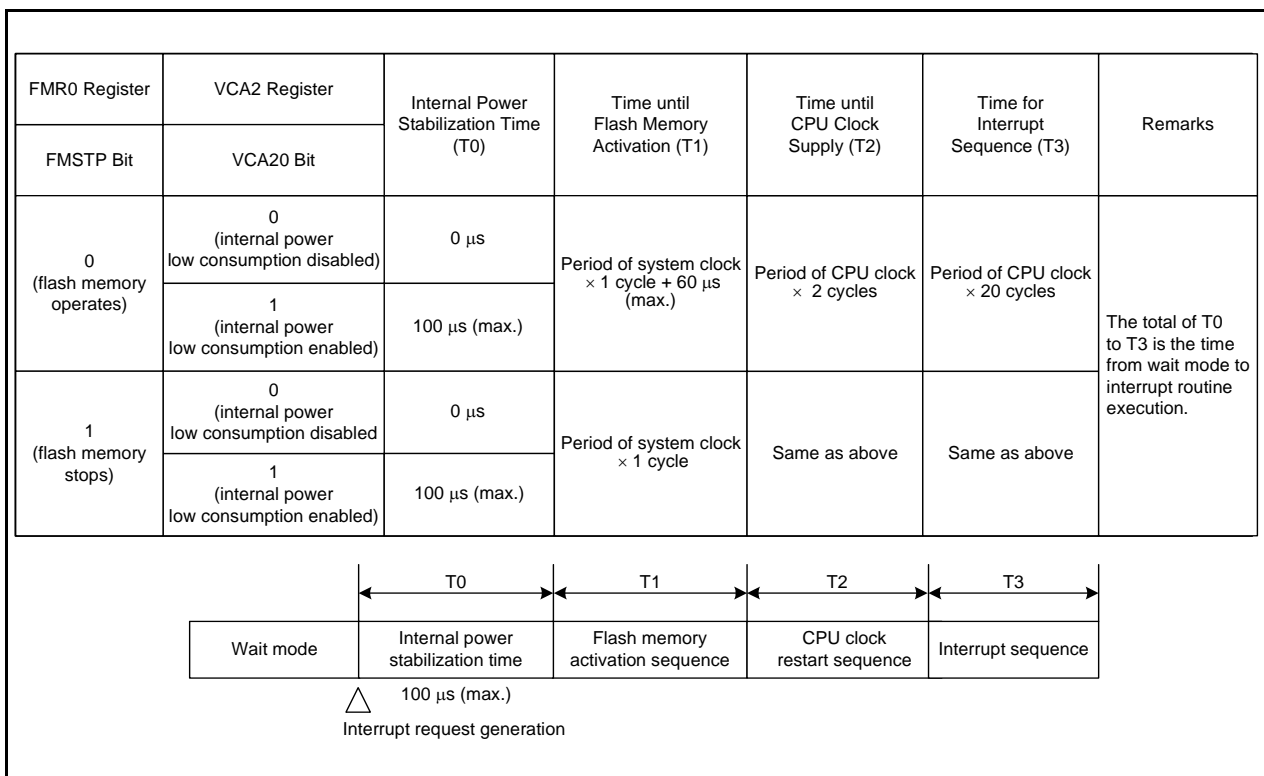 FMR0 Register
VCA2 Register
Internal Power
Stabilization Time
(T0)
Time until
Flash Memory
Activation (T1)
Time until
CPU Clock
Supply (T2)
Time for
Interrupt
Sequence (T3)
Remarks
FMSTP Bit
VCA20 Bit
0
(flash memory
operates)
0
(internal power
low consumption disabled)
0 μs
Period of system clock
× 1 cycle + 60 μs
(max.)
Period of CPU clock
× 2 cycles
Period of CPU clock
× 20 cycles
The total of T0
to T3 is the time
from wait mode to
interrupt routine
execution.
1
(internal power
low consumption enabled)
100 μs (max.)
1
(flash memory
stops)
0
(internal power
low consumption disabled
0 μs
Period of system clock
× 1 cycle
Same as above
Same as above
1
(internal power
low consumption enabled)
100 μs (max.)
T0
T1
T2
T3
Wait mode
Internal power
stabilization time
Flash memory
activation sequence
CPU clock
restart sequence
Interrupt sequence
100 μs (max.)
Interrupt request generation